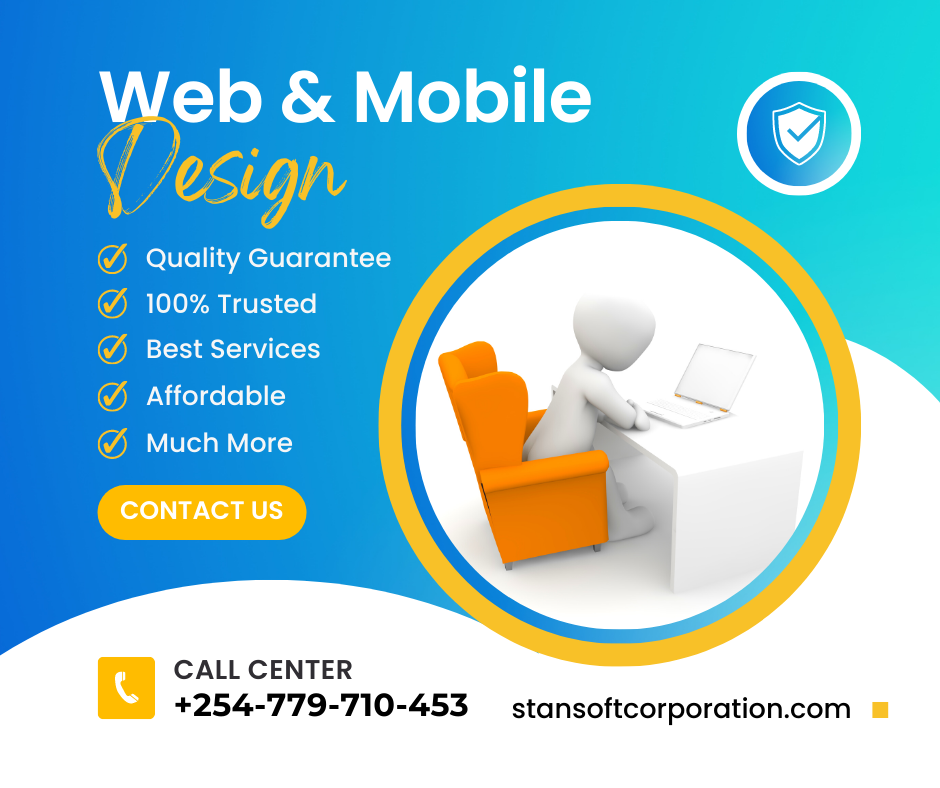 Web & Mobile
Design
Quality Guarantee
100% Trusted
Best Services
Affordable
Much More
CONTACT US
CALL CENTER
+254-779-710-453
stansoftcorporation.com